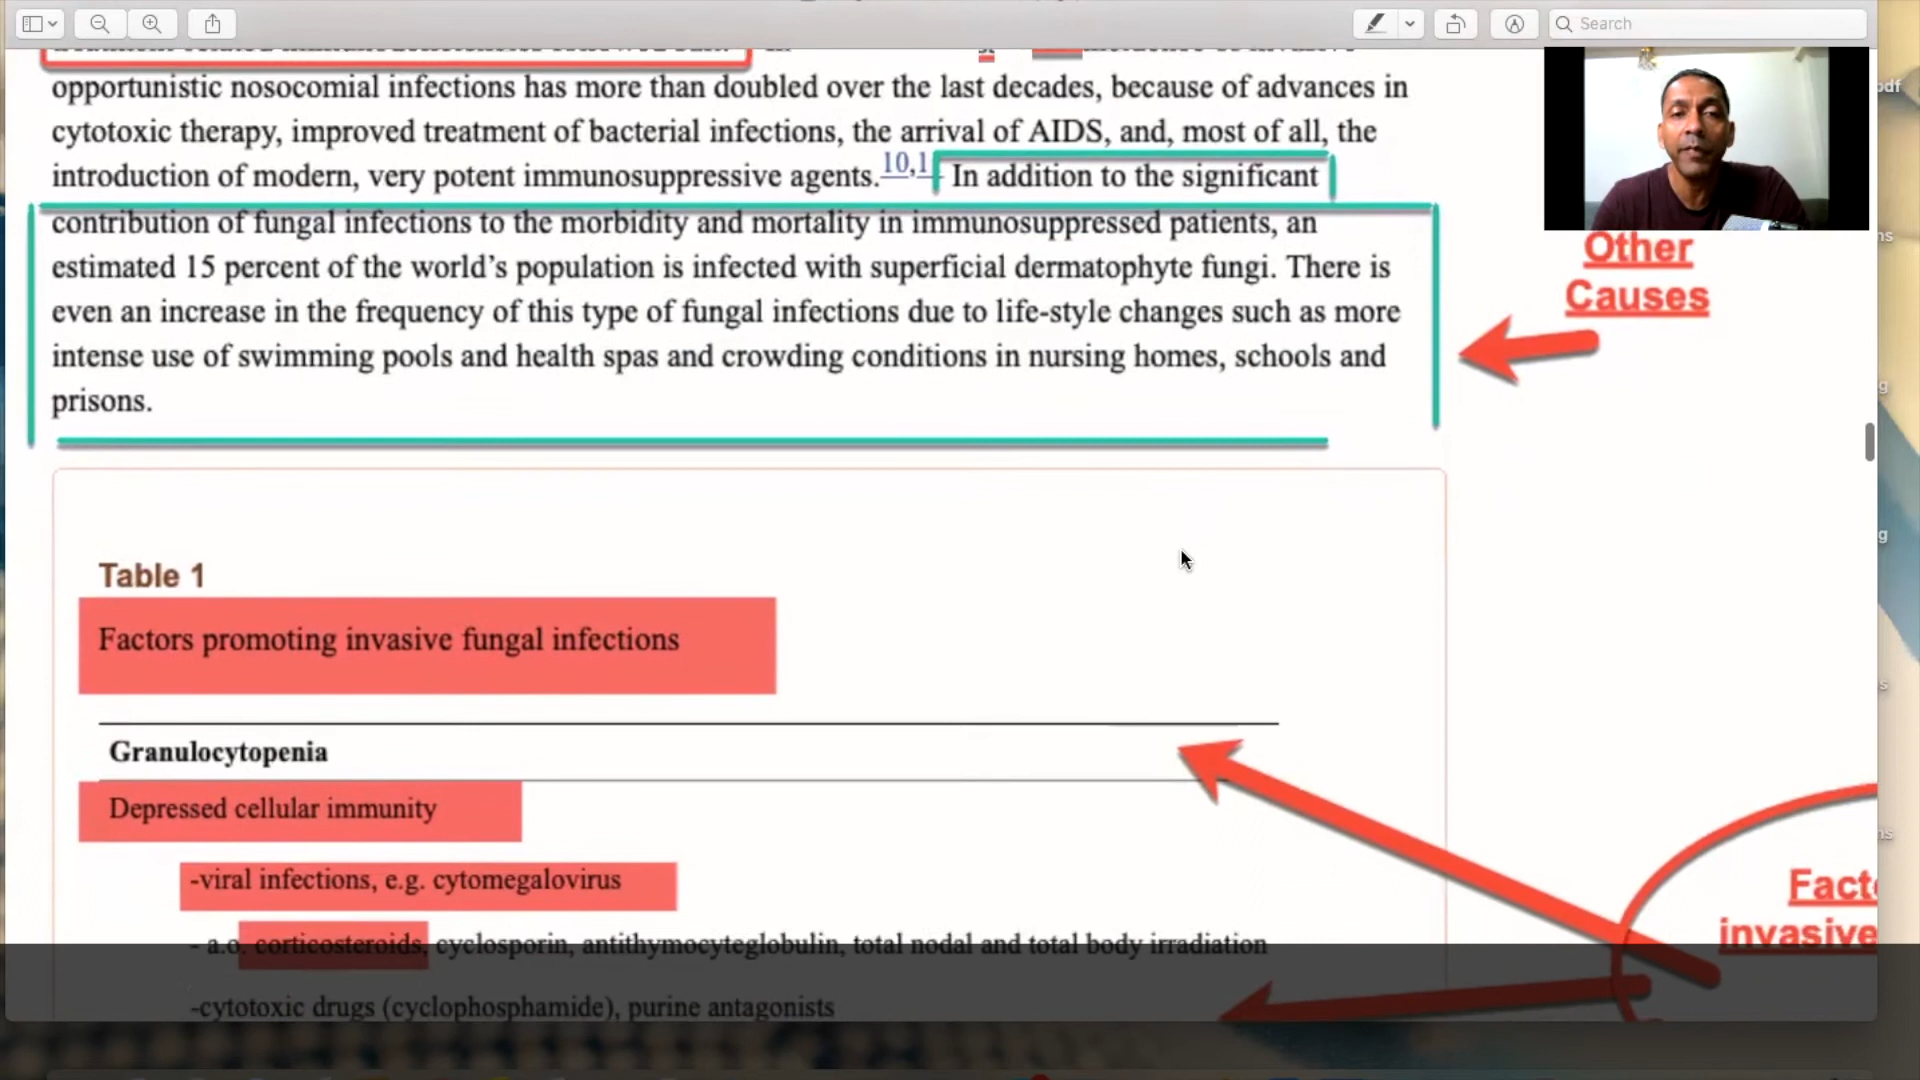 Search
opportunistic nosocomial infections has more than doubled over the last decades, because of advances in
cytotoxic therapy, improved treatment of bacterial infections, the arrival of AIDS, and, most of all, the
introduction of modern, very potent immunosuppressive agents.10,1 In addition to the significant
contribution of fungal infections to the morbidity and mortality in immunosuppressed patients, an
estimated 15 percent of the world’s population is infected with superficial dermatophyte fungi. There is
even an increase in the frequency of this type of fungal infections due to life-style changes such as more
intense use of swimming pools and health spas and crowding conditions in nursing homes, schools and
prisons.
Other
Causes
Table 1
Factors promoting invasive fungal infections
Granulocytopenia
Depressed cellular immunity
-viral infections, e.g. cytomegalovirus
- a.o. corticosteroids, cyclosporin, antithymocyteglobulin, total nodal and total body irradiation
-cytotoxic drugs (cyclophosphamide), purine antagonists
Fact
invasive
pdf